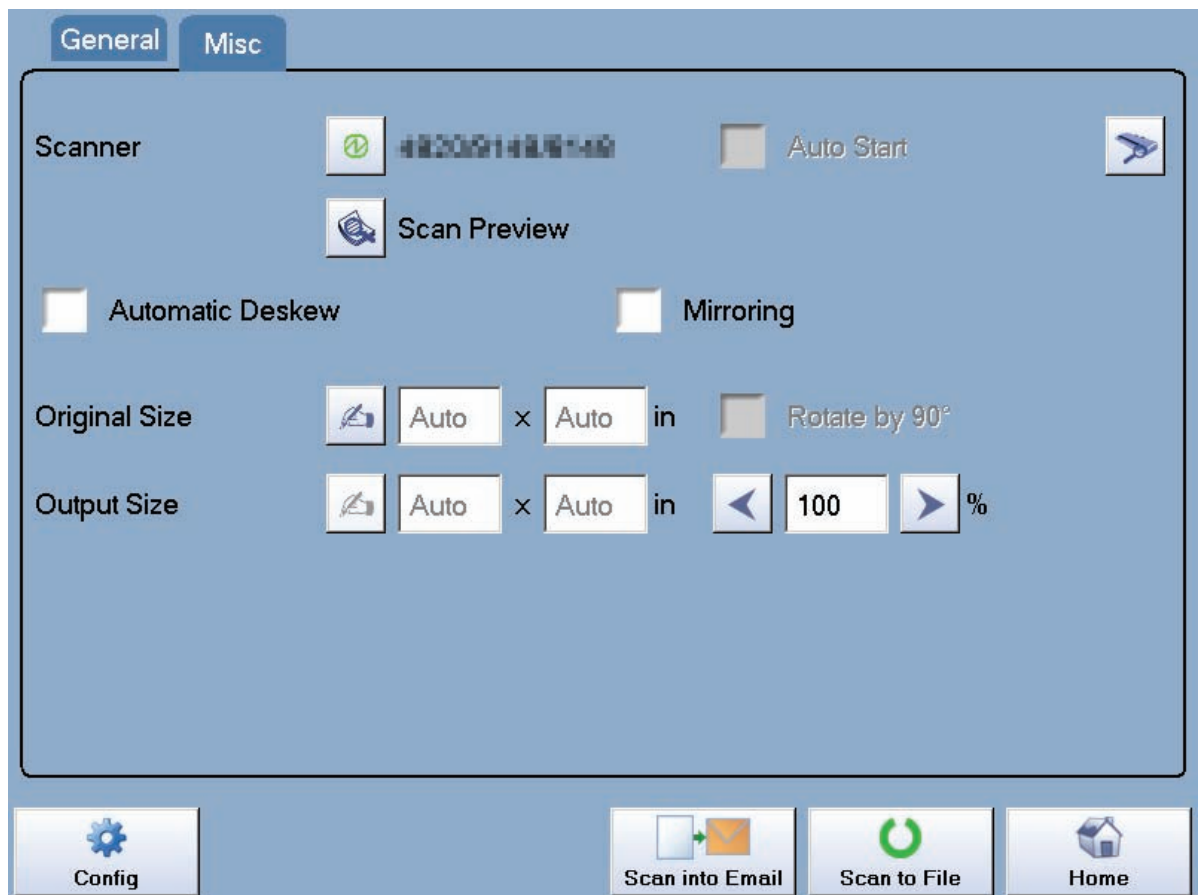 General Misc
Scanner Auto Start
Scan Preview
Automatic Deskew Mirroring
Original Size Auto x Auto in Rotate by 90°
Output Size Auto x Auto in 100 %
Config Scan into Email Scan to File Home